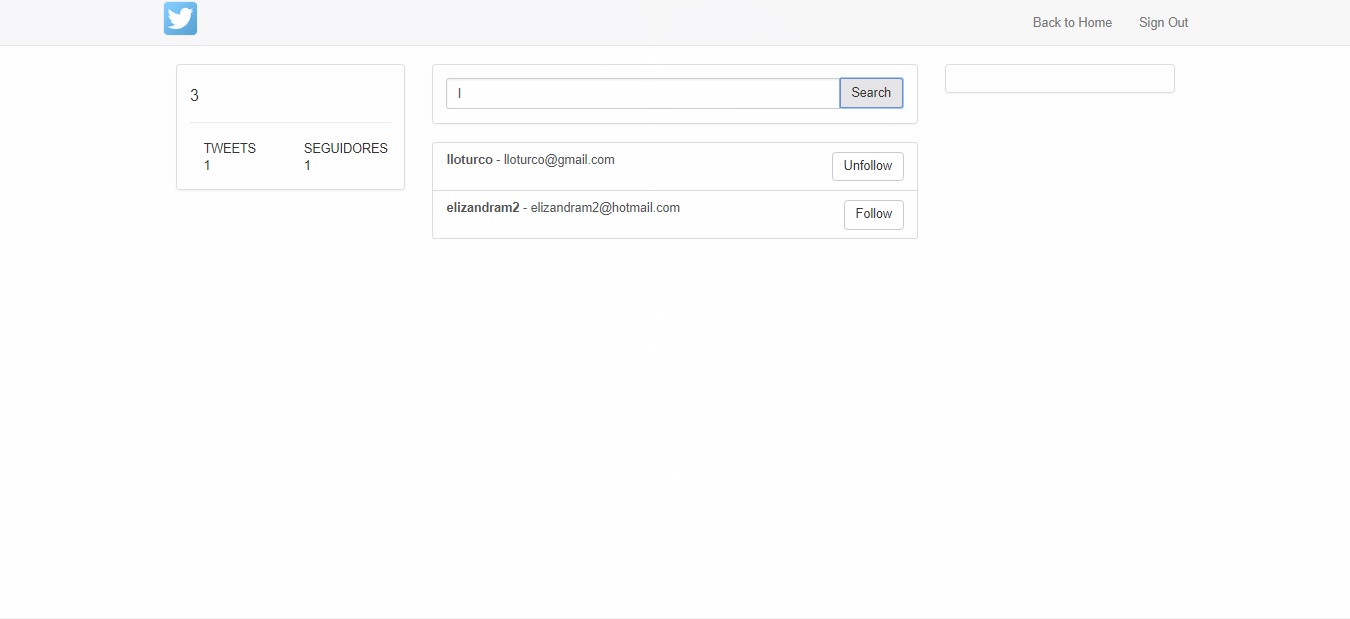 Back to Home Sign Out
3
TWEETS SEGUIDORES
1 1
l Search
lloturco - lloturco@gmail.com Unfollow
elizandram2 - elizandram2@hotmail.com Follow